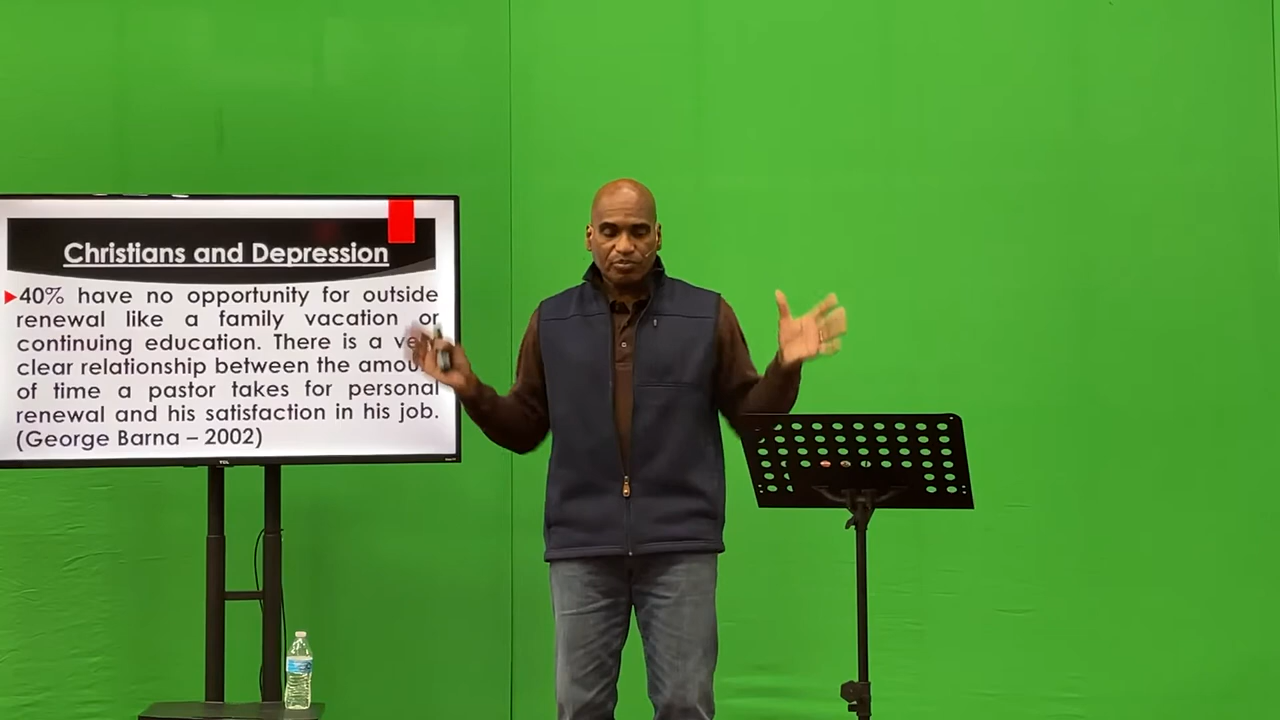 Christians and Depression
40% have no opportunity for outside
renewal like a family vacation or
continuing education. There is a
clear relationship between the
of time a pastor takes for personal
renewal and his satisfaction in his job.
(George Barna – 2002)
TCL